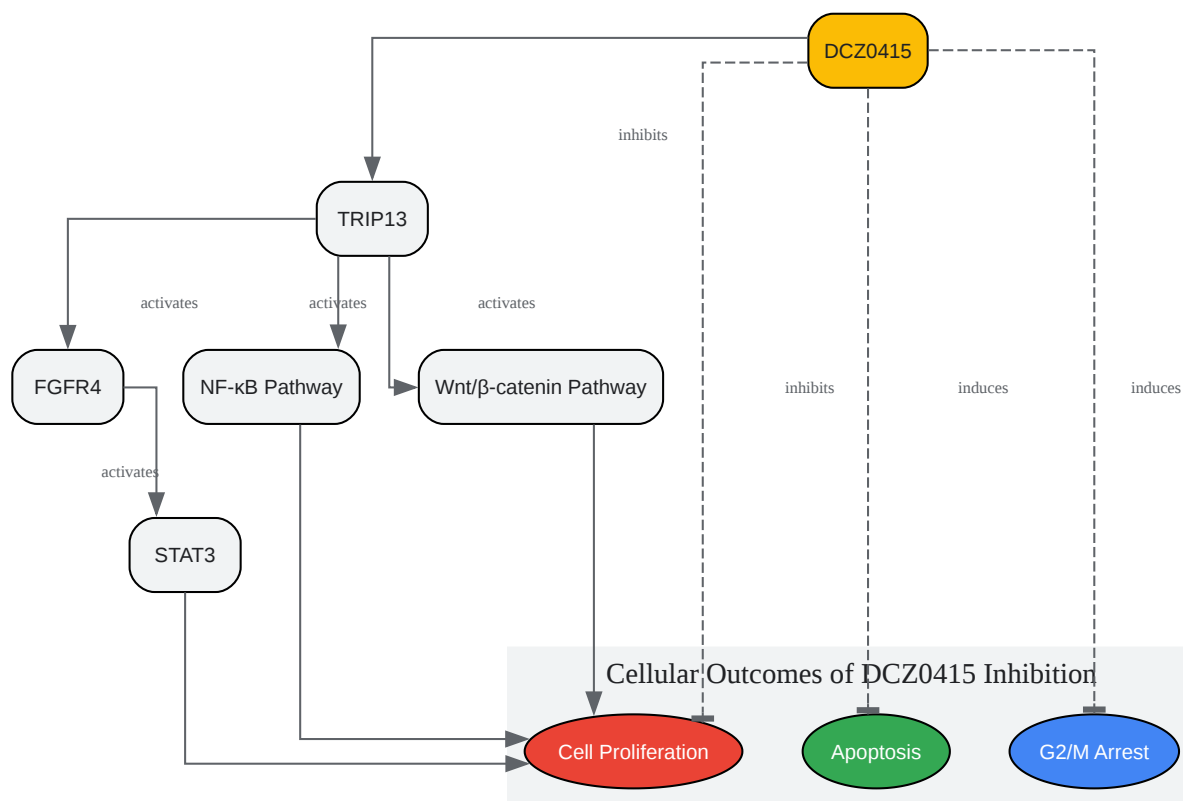 DCZ0415
inhibits
TRIP13
activates
activates
activates
FGFR4
NF-κB Pathway
Wnt/β-catenin Pathway
inhibits
induces
induces
activates
STAT3
Cellular Outcomes of DCZ0415 Inhibition
Cell Proliferation
Apoptosis
G2/M Arrest